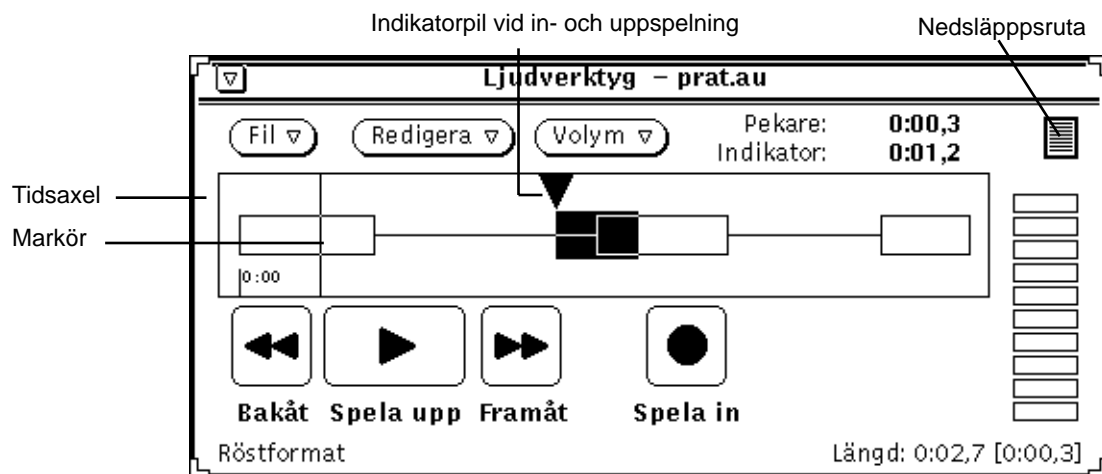 Indikatorpil vid in- och uppspelning
Nedsläpppsruta
Ljudverktyg – prat.au
Fil Redigera Volym Pekare: 0:00,3
Indikator: 0:01,2
Tidsaxel
Markör
0:00
Bakåt Spela upp Framåt Spela in
Röstformat Längd: 0:02,7 [0:00,3]